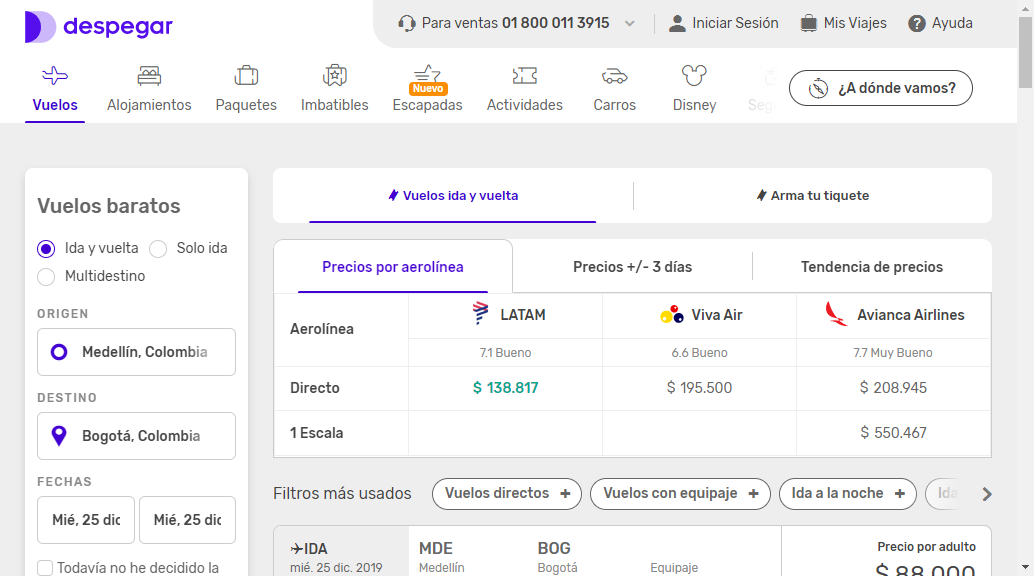 despegar
Para ventas 01 800 011 3915
Iniciar Sesión
Mis Viajes
Ayuda
Vuelos
Alojamientos
Paquetes
Imbatibles
Nuevo
Escapadas
Actividades
Carros
Disney
Seg
¿A dónde vamos?
Vuelos baratos
Ida y vuelta
Solo ida
Multidestino
ORIGEN
Medellín, Colombia
DESTINO
Bogotá, Colombia
FECHAS
Mié, 25 dic
Mié, 25 dic
Todavía no he decidido la
Vuelos ida y vuelta
Arma tu tiquete
Precios por aerolínea
Precios +/- 3 días
Tendencia de precios
Aerolínea
LATAM
Viva Air
Avianca Airlines
7.1 Bueno
6.6 Bueno
7.7 Muy Bueno
Directo
$ 138.817
$ 195.500
$ 208.945
1 Escala
$ 550.467
Filtros más usados
Vuelos directos +
Vuelos con equipaje +
Ida a la noche +
Ida
IDA
MDE
BOG
Precio por adulto
mié. 25 dic. 2019
Medellín
Bogotá
Equipaje
$ 88.000